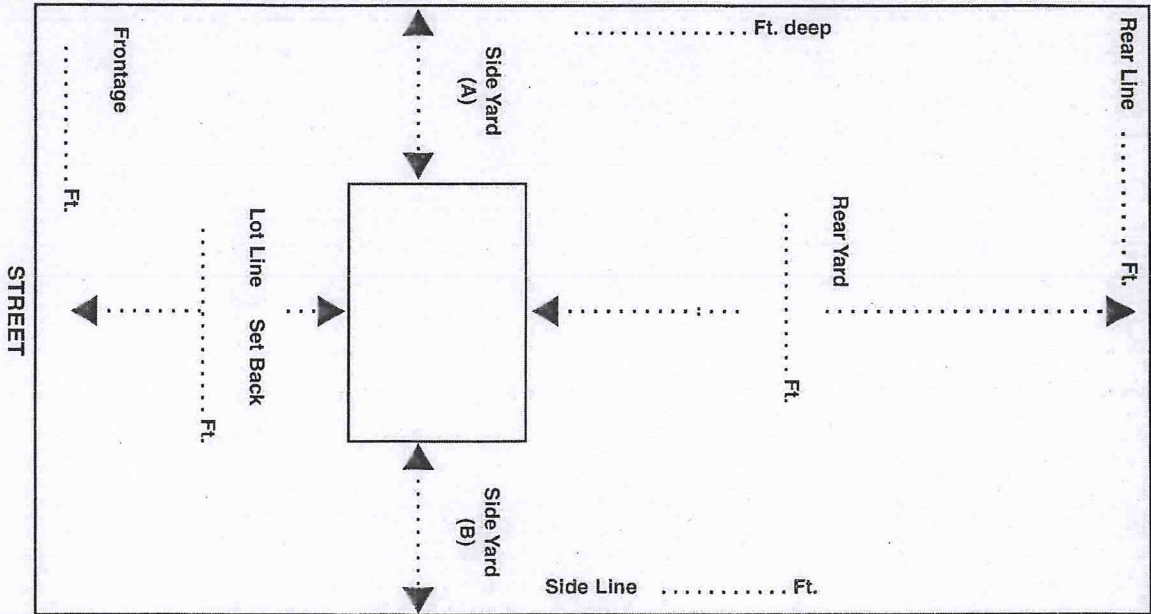 Rear Line ............ Ft.
.................. Ft. deep
Rear Yard
................. Ft.
Side Yard
(A)
Side Yard
(B)
Lot Line Set Back
.................... Ft.
Side Line ............ Ft.
Frontage
............... Ft.
STREET